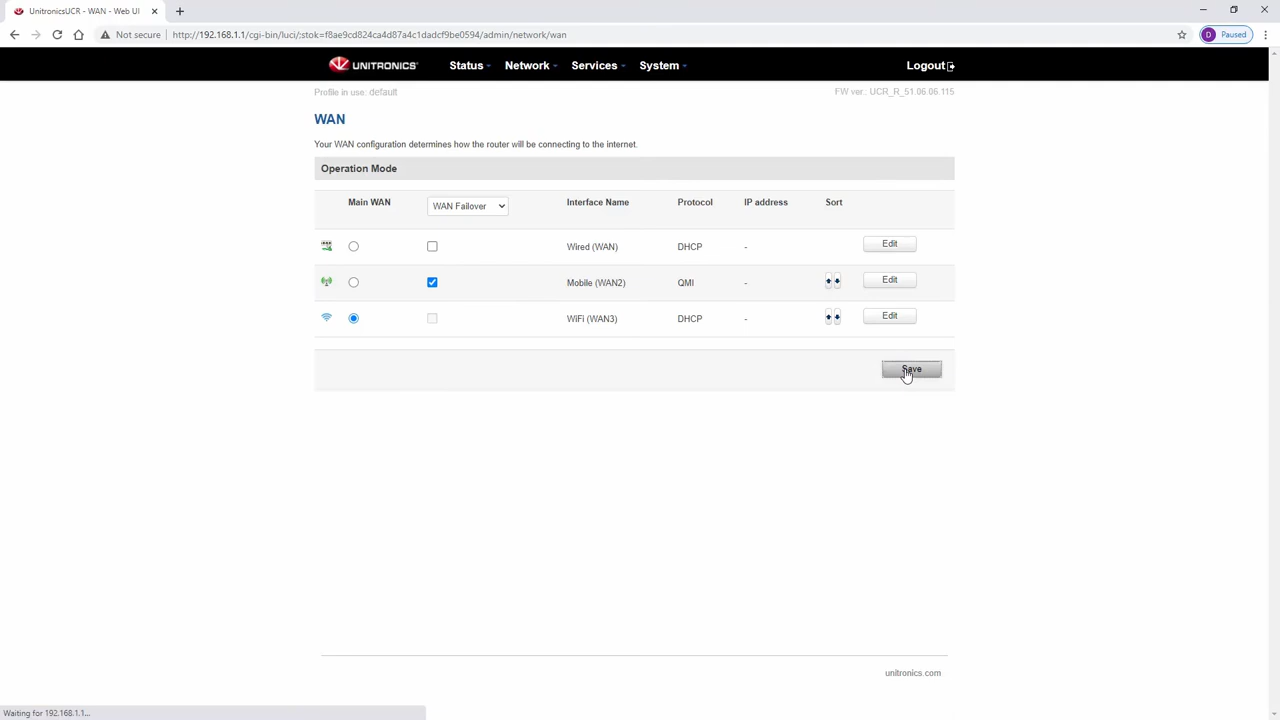 UnitronicsUCR - WAN - Web UI
Not secure
http://192.168.1.1/cgi-bin/luci/;stok=f8ae9cd824ca4d87a4c1dadcf9be0594/admin/network/wan
D Paused
UNITRONICS
Status
Network
Services
System
Logout
Profile in use: default
FW ver.: UCR_R_51.06.06.115
WAN
Your WAN configuration determines how the router will be connecting to the internet.
Operation Mode
Main WAN WAN Failover Interface Name Protocol IP address Sort
Wired (WAN) DHCP - Edit
Mobile (WAN2) QMI - Edit
WiFi (WAN3) DHCP - Edit
Save
unitronics.com
Waiting for 192.168.1.1...